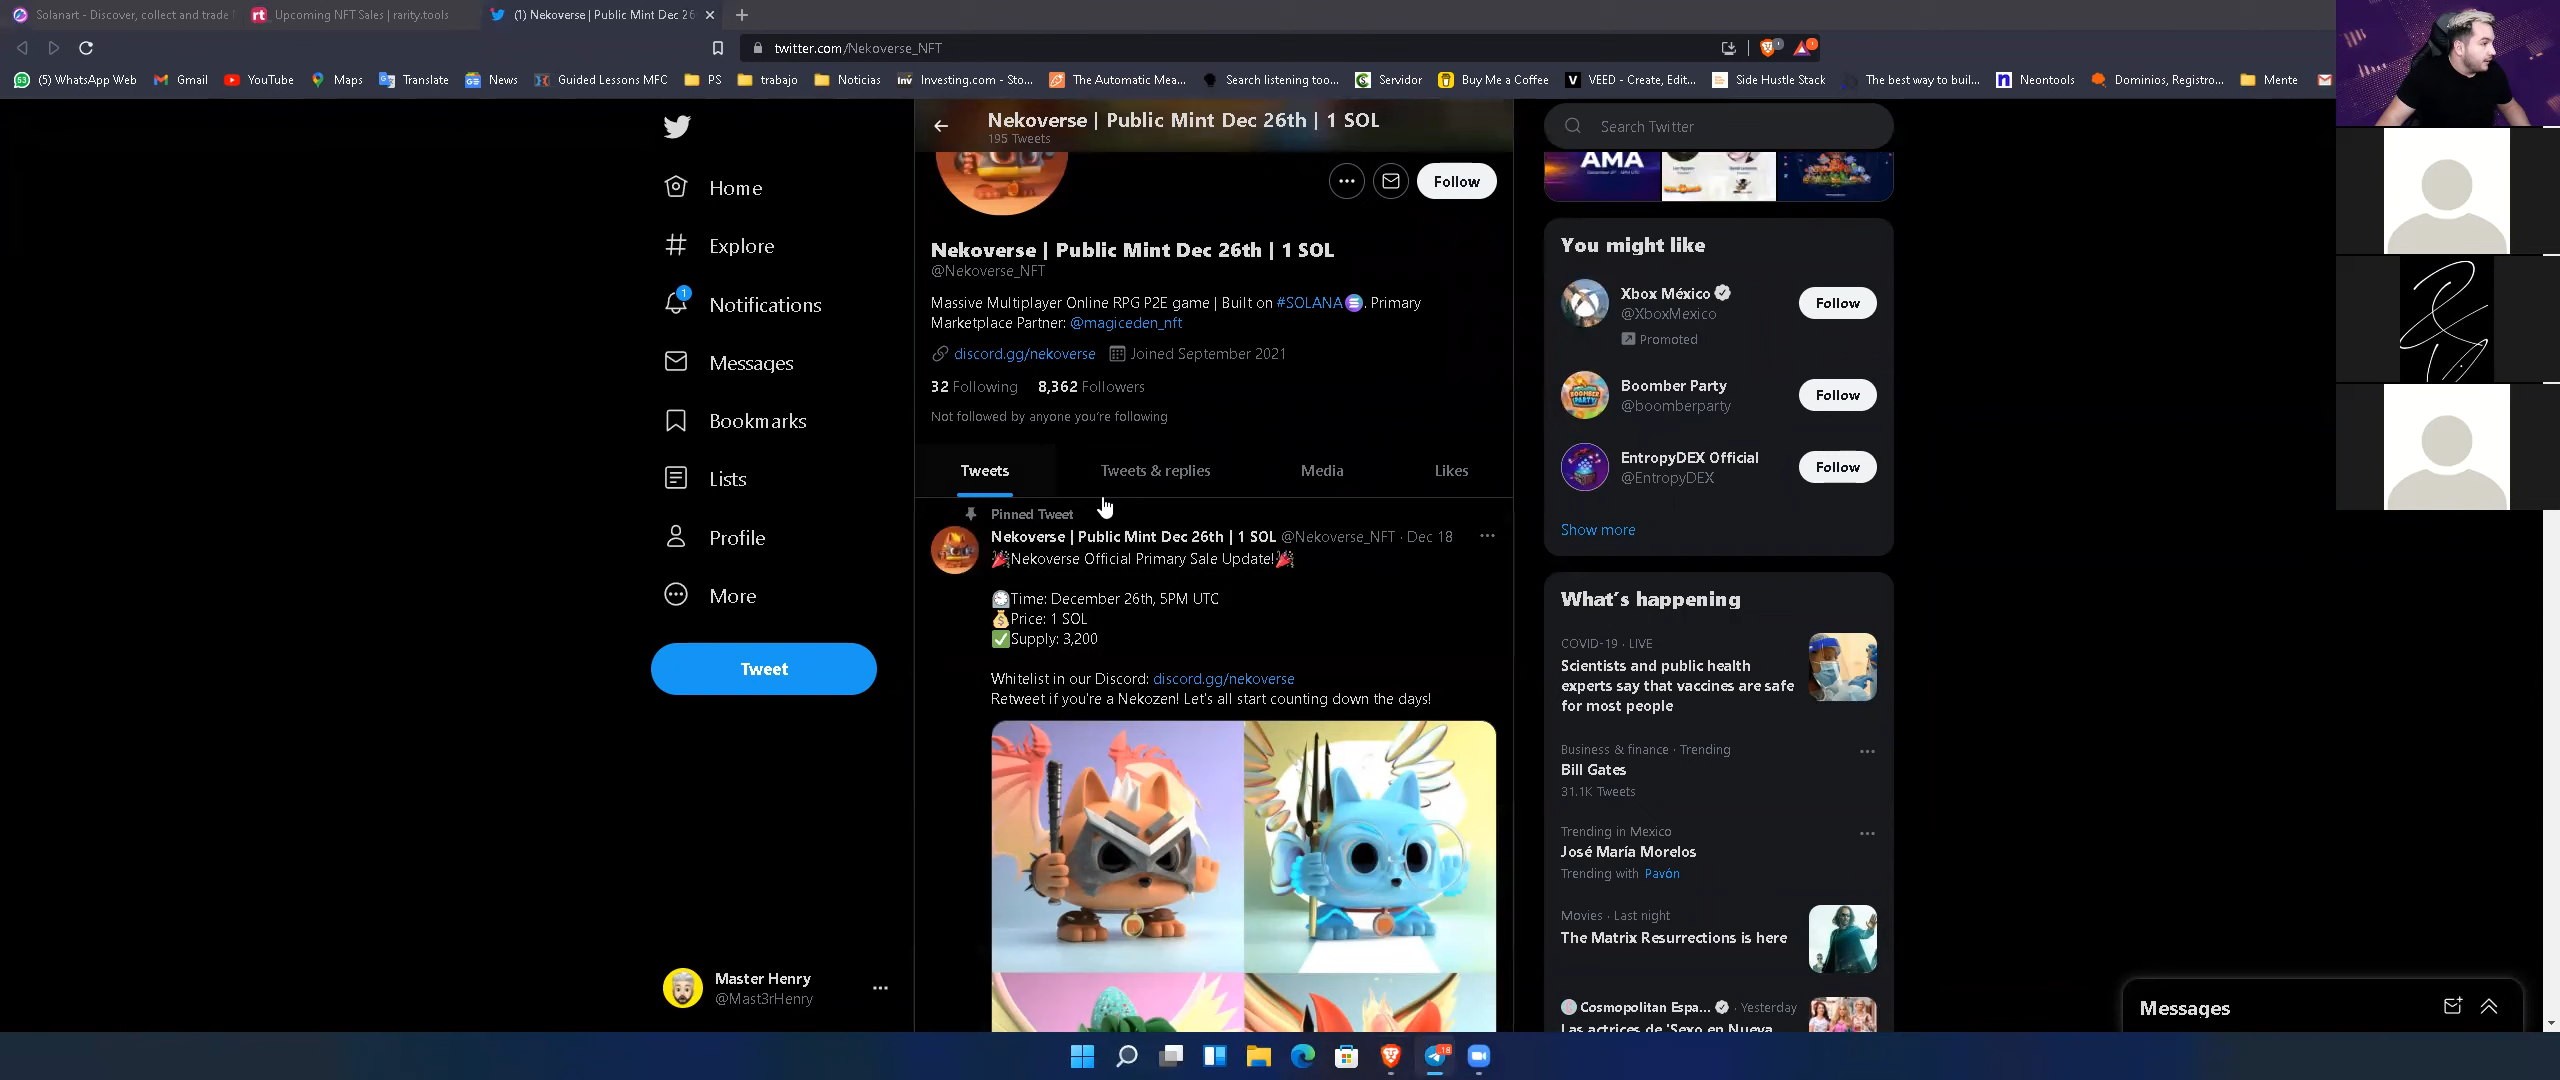 Solanart - Discover, collect and trade
rt Upcoming NFT Sales | rarity.tools
(1) Nekoverse | Public Mint Dec 26
twitter.com/Nekoverse_NFT
(5) WhatsApp Web
Gmail
YouTube
Maps
Translate
News
Guided Lessons MFC
PS
trabajo
Noticias
inv Investing.com - Sto...
The Automatic Mea...
Search listening too...
Servidor
Buy Me a Coffee
VEED - Create, Edit...
Side Hustle Stack
The best way to buil...
Neontools
Dominios, Registro...
Mente
Home
Explore
1
Notifications
Messages
Bookmarks
Lists
Profile
More
Tweet
Master Henry
@Mast3rHenry
Nekoverse | Public Mint Dec 26th | 1 SOL
195 Tweets
Follow
Nekoverse | Public Mint Dec 26th | 1 SOL
@Nekoverse_NFT
Massive Multiplayer Online RPG P2E game | Built on #SOLANA. Primary
Marketplace Partner: @magiceden_nft
discord.gg/nekoverse Joined September 2021
32 Following 8,362 Followers
Not followed by anyone you're following
Tweets
Tweets & replies
Media
Likes
Pinned Tweet
Nekoverse | Public Mint Dec 26th | 1 SOL @Nekoverse_NFT · Dec 18
🎉Nekoverse Official Primary Sale Update!🎉
Time: December 26th, 5PM UTC
💰Price: 1 SOL
✅Supply: 3,200
Whitelist in our Discord: discord.gg/nekoverse
Retweet if you're a Nekozen! Let's all start counting down the days!
Search Twitter
AMA
You might like
Xbox México
@XboxMexico
Promoted
Follow
Boomber Party
@boomberparty
Follow
EntropyDEX Official
@EntropyDEX
Follow
Show more
What's happening
COVID-19 · LIVE
Scientists and public health
experts say that vaccines are safe
for most people
Business & finance · Trending
Bill Gates
31.1K Tweets
Trending in Mexico
José María Morelos
Trending with Pavón
Movies · Last night
The Matrix Resurrections is here
Cosmopolitan Espa... · Yesterday
Las actrices de 'Sexo en Nueva
Messages
18